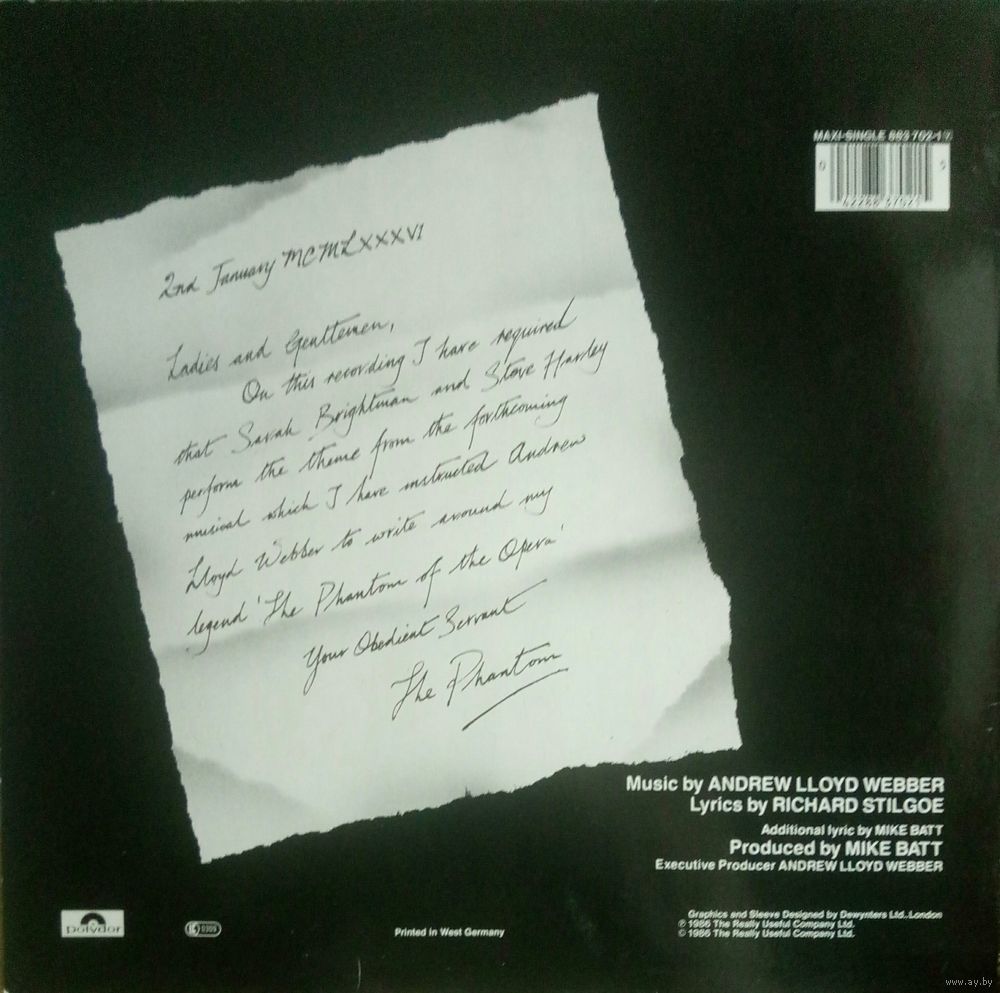 MAXI-SINGLE 883 752-1
2nd January MCMLXXXVI
Ladies and Gentlemen,
On this recording I have required
that Sarah Brightman and Steve Harley
perform the theme from the forthcoming
musical which I have instructed Andrew
Lloyd Webber to write around my
legend 'The Phantom of the Opera'
Your Obedient Servant
The Phantom
Music by ANDREW LLOYD WEBBER
Lyrics by RICHARD STILGOE
Additional lyric by MIKE BATT
Produced by MIKE BATT
Executive Producer ANDREW LLOYD WEBBER
polydor
Printed in West Germany
Graphics and Sleeve Designed by Dewynters Ltd.,London
℗ 1986 The Really Useful Company Ltd.
© 1986 The Really Useful Company Ltd.
www.ay.by